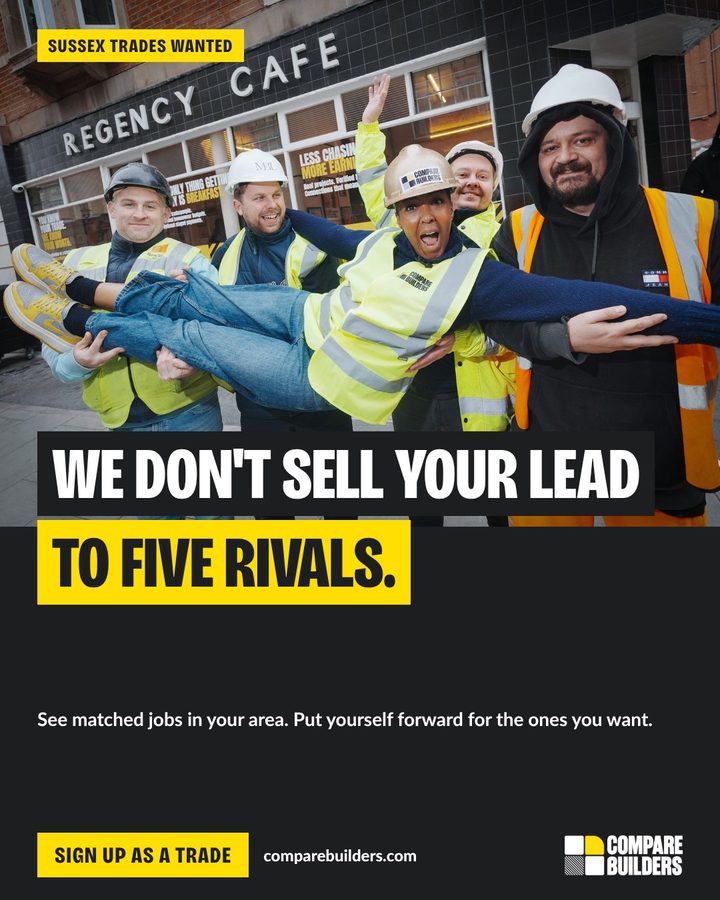 SUSSEX TRADES WANTED
REGENCY CAFE
LESS CHASING
MORE EARN
COMPARE
BUILDERS
COMPARE
BUILDERS
WE DON'T SELL YOUR LEAD
TO FIVE RIVALS.
See matched jobs in your area. Put yourself forward for the ones you want.
SIGN UP AS A TRADE
comparebuilders.com
COMPARE
BUILDERS